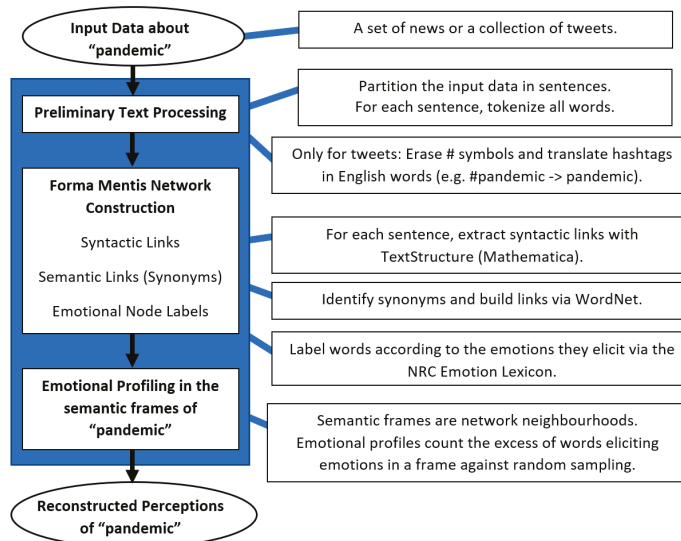 Input Data about
“pandemic”
A set of news or a collection of tweets.
Preliminary Text Processing
Partition the input data in sentences.
For each sentence, tokenize all words.
Only for tweets: Erase # symbols and translate hashtags
in English words (e.g. #pandemic -> pandemic).
Forma Mentis Network
Construction
Syntactic Links
Semantic Links (Synonyms)
Emotional Node Labels
For each sentence, extract syntactic links with
TextStructure (Mathematica).
Identify synonyms and build links via WordNet.
Label words according to the emotions they elicit via the
NRC Emotion Lexicon.
Emotional Profiling in the
semantic frames of
“pandemic”
Semantic frames are network neighbourhoods.
Emotional profiles count the excess of words eliciting
emotions in a frame against random sampling.
Reconstructed Perceptions
of “pandemic”